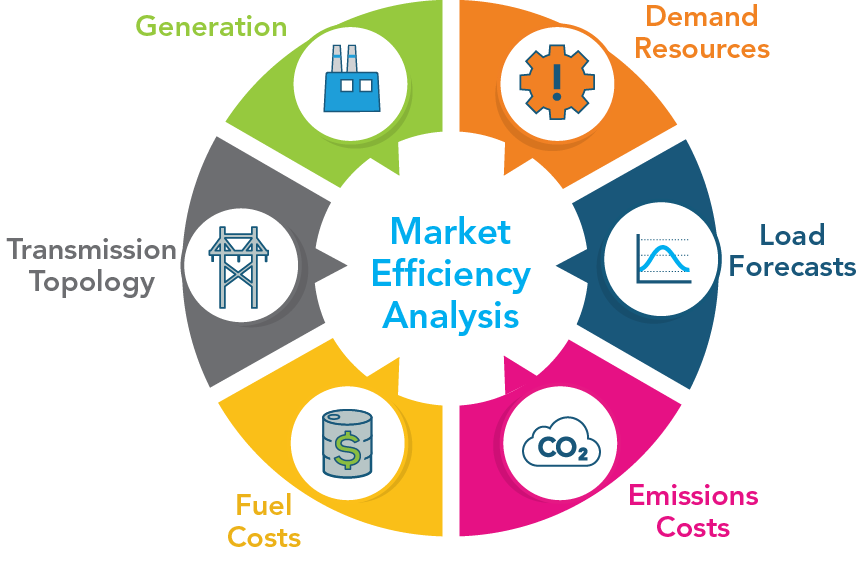 Generation
Demand
Resources
Transmission
Topology
Market
Efficiency
Analysis
Load
Forecasts
Fuel
Costs
$
CO₂
Emissions
Costs
!